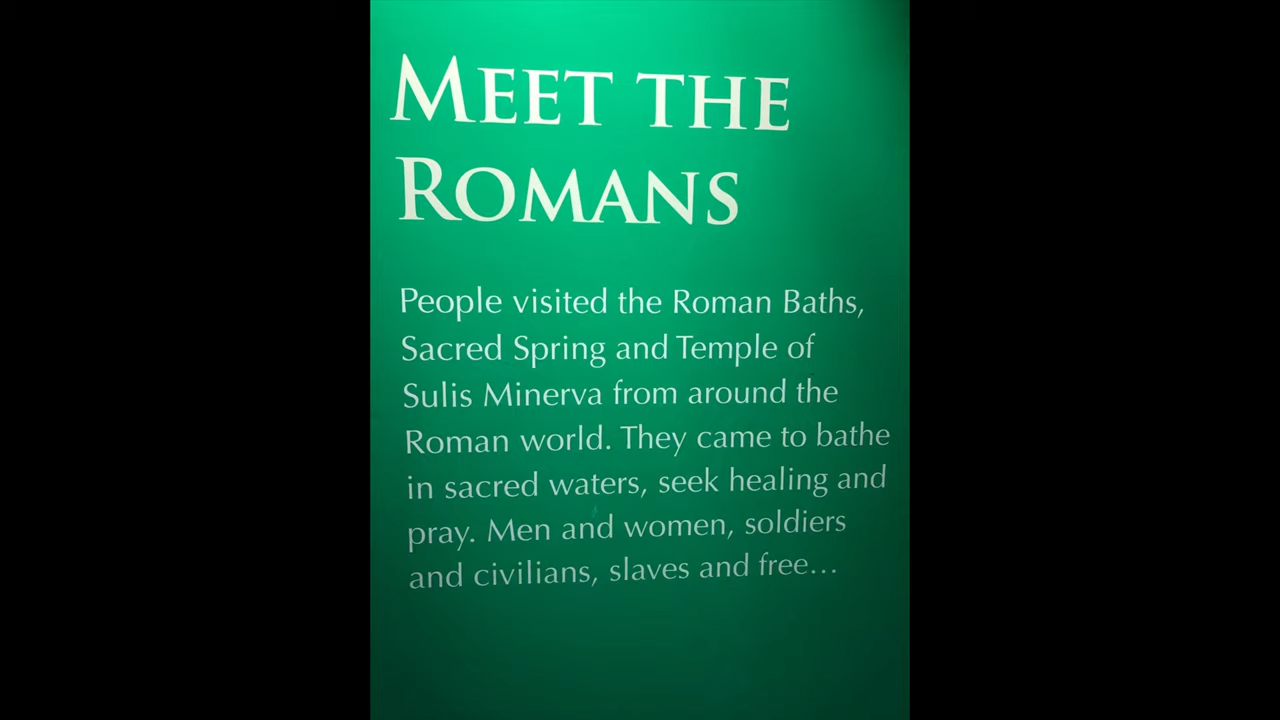 MEET THE
ROMANS
People visited the Roman Baths,
Sacred Spring and Temple of
Sulis Minerva from around the
Roman world. They came to bathe
in sacred waters, seek healing and
pray. Men and women, soldiers
and civilians, slaves and free...